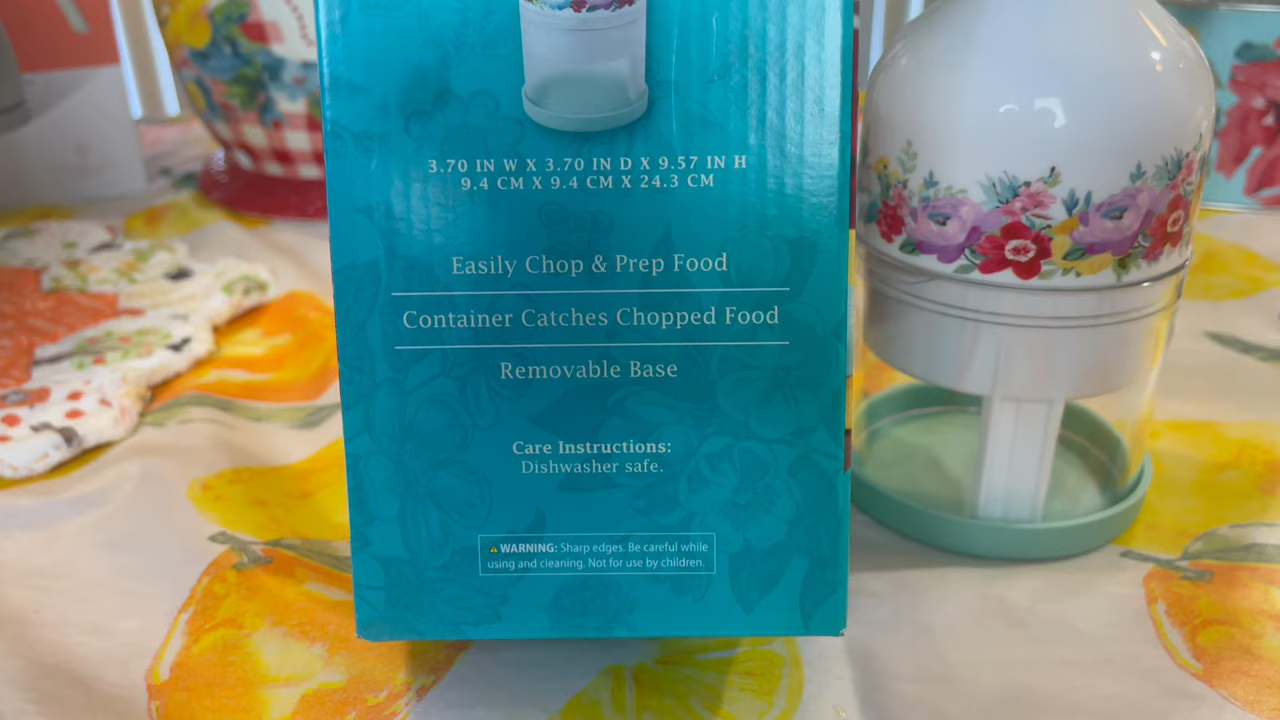 3.70 IN W X 3.70 IN D X 9.57 IN H
9.4 CM X 9.4 CM X 24.3 CM
Easily Chop & Prep Food
Container Catches Chopped Food
Removable Base
Care Instructions:
Dishwasher safe.
⚠ WARNING: Sharp edges. Be careful while
using and cleaning. Not for use by children.